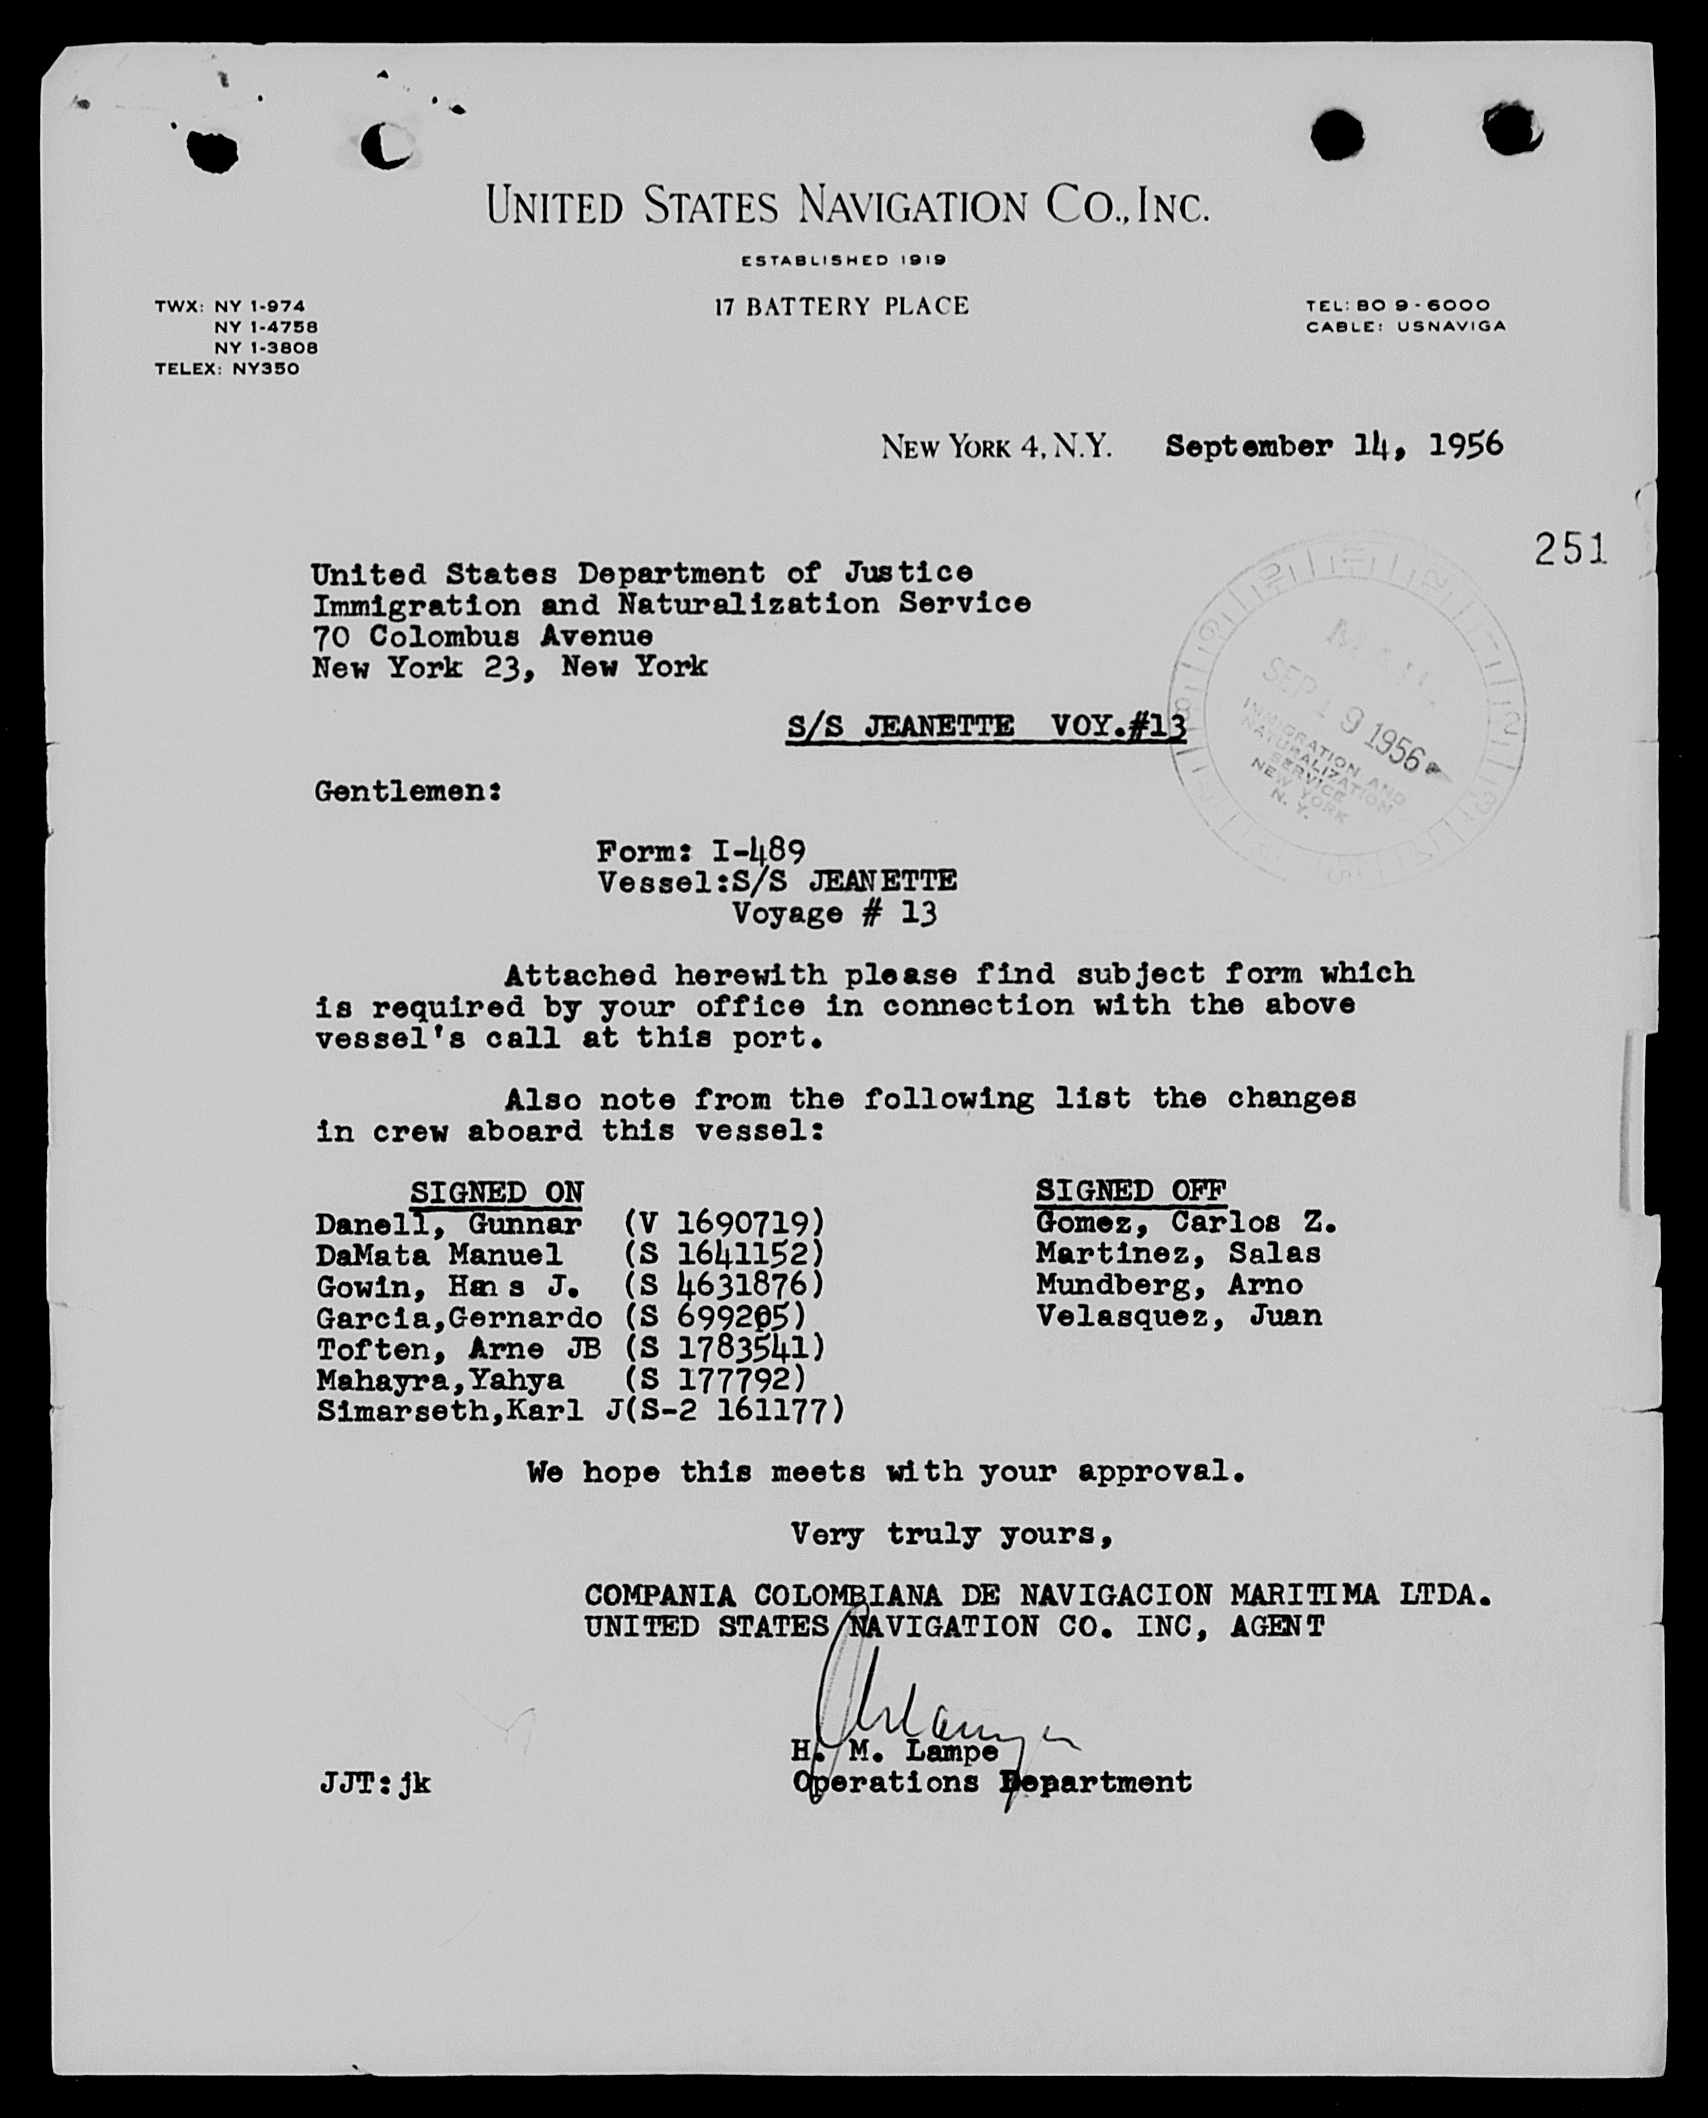 UNITED STATES NAVIGATION CO., INC.
ESTABLISHED 1919
17 BATTERY PLACE
TWX: NY 1-974
NY 1-4758
NY 1-3808
TELEX: NY350
TEL: BO 9-6000
CABLE: USNAVIGA
NEW YORK 4, N.Y. September 14, 1956
251
United States Department of Justice
Immigration and Naturalization Service
70 Colombus Avenue
New York 23, New York
MAIL
SEP 19 1956
IMMIGRATION AND
NATURALIZATION
SERVICE
NEW YORK
N. Y.
S/S JEANETTE VOY.#13
Gentlemen:
Form: I-489
Vessel:S/S JEANETTE
Voyage # 13
Attached herewith please find subject form which
is required by your office in connection with the above
vessel's call at this port.
Also note from the following list the changes
in crew aboard this vessel:
SIGNED ON SIGNED OFF
Danell, Gunnar (V 1690719) Gomez, Carlos Z.
DaMata Manuel (S 1641152) Martinez, Salas
Gowin, Hans J. (S 4631876) Mundberg, Arno
Garcia,Gernardo (S 699205) Velasquez, Juan
Toften, Arne JB (S 1783541)
Mahayra,Yahya (S 177792)
Simarseth,Karl J(S-2 161177)
We hope this meets with your approval.
Very truly yours,
COMPANIA COLOMBIANA DE NAVIGACION MARITIMA LTDA.
UNITED STATES NAVIGATION CO. INC, AGENT
H. M. Lampe
Operations Department
JJT:jk